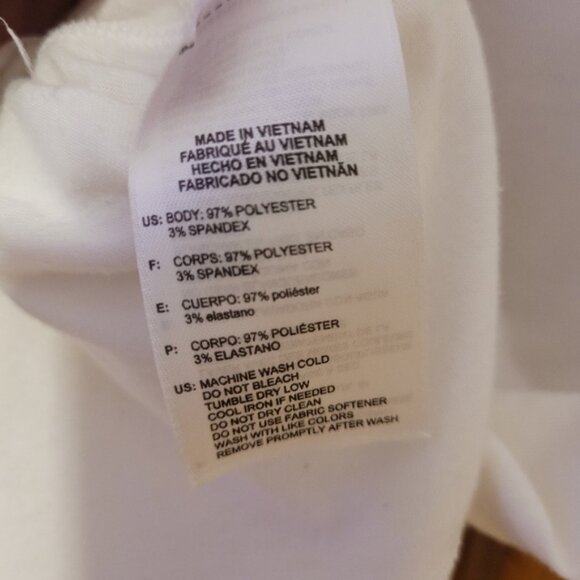 MADE IN VIETNAM
FABRIQUÉ AU VIETNAM
HECHO EN VIETNAM
FABRICADO NO VIETNÃN
US: BODY: 97% POLYESTER
3% SPANDEX
F: CORPS: 97% POLYESTER
3% SPANDEX
E: CUERPO: 97% poliéster
3% elastano
P: CORPO: 97% POLIÉSTER
3% ELASTANO
US: MACHINE WASH COLD
DO NOT BLEACH
TUMBLE DRY LOW
COOL IRON IF NEEDED
DO NOT DRY CLEAN
DO NOT USE FABRIC SOFTENER
WASH WITH LIKE COLORS
REMOVE PROMPTLY AFTER WASH